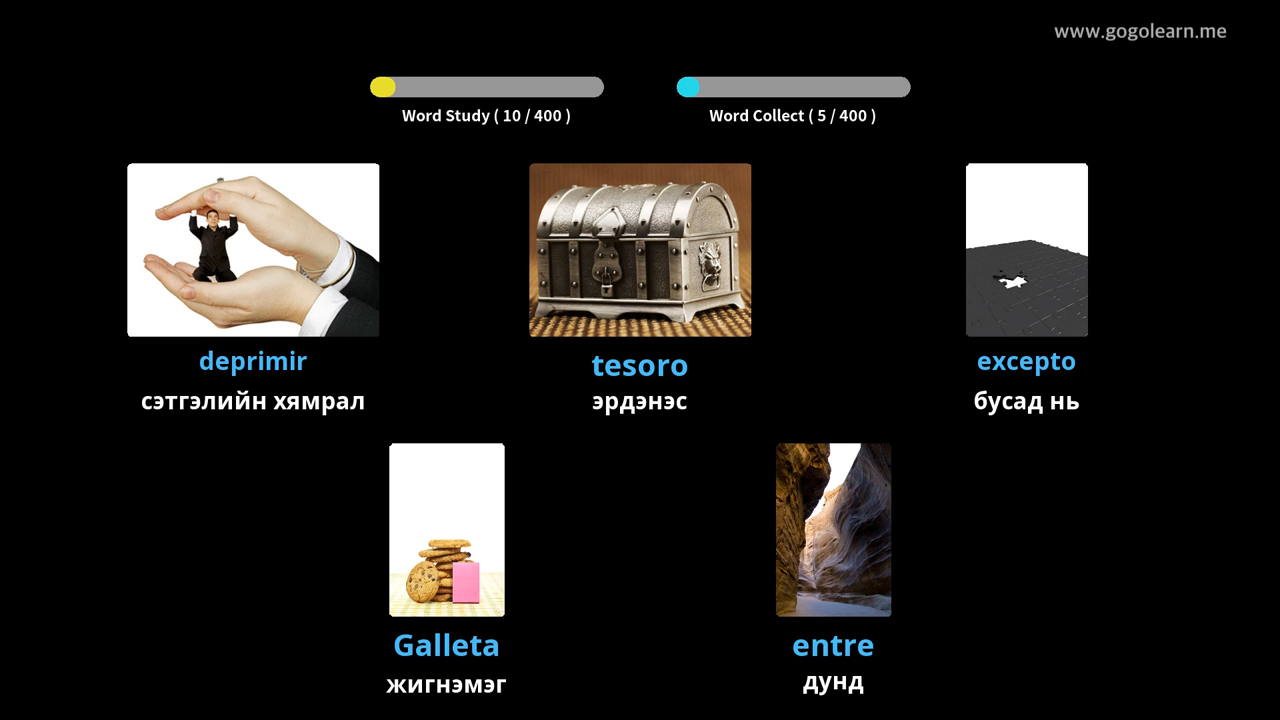 www.gogolearn.me
Word Study ( 10 / 400 )
Word Collect ( 5 / 400 )
deprimir
сэтгэлийн хямрал
tesoro
эрдэнэс
excepto
бусад нь
Galleta
жигнэмэг
entre
дунд